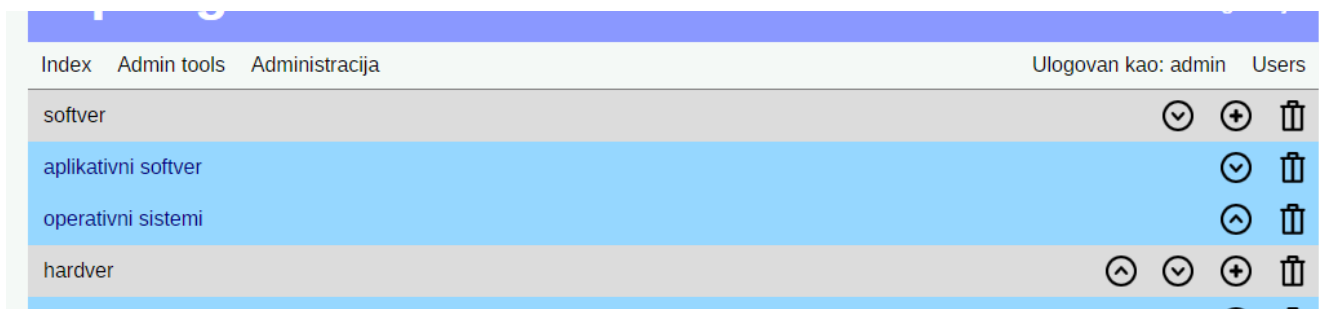 Index Admin tools Administracija Ulogovan kao: admin Users
softver
aplikativni softver
operativni sistemi
hardver